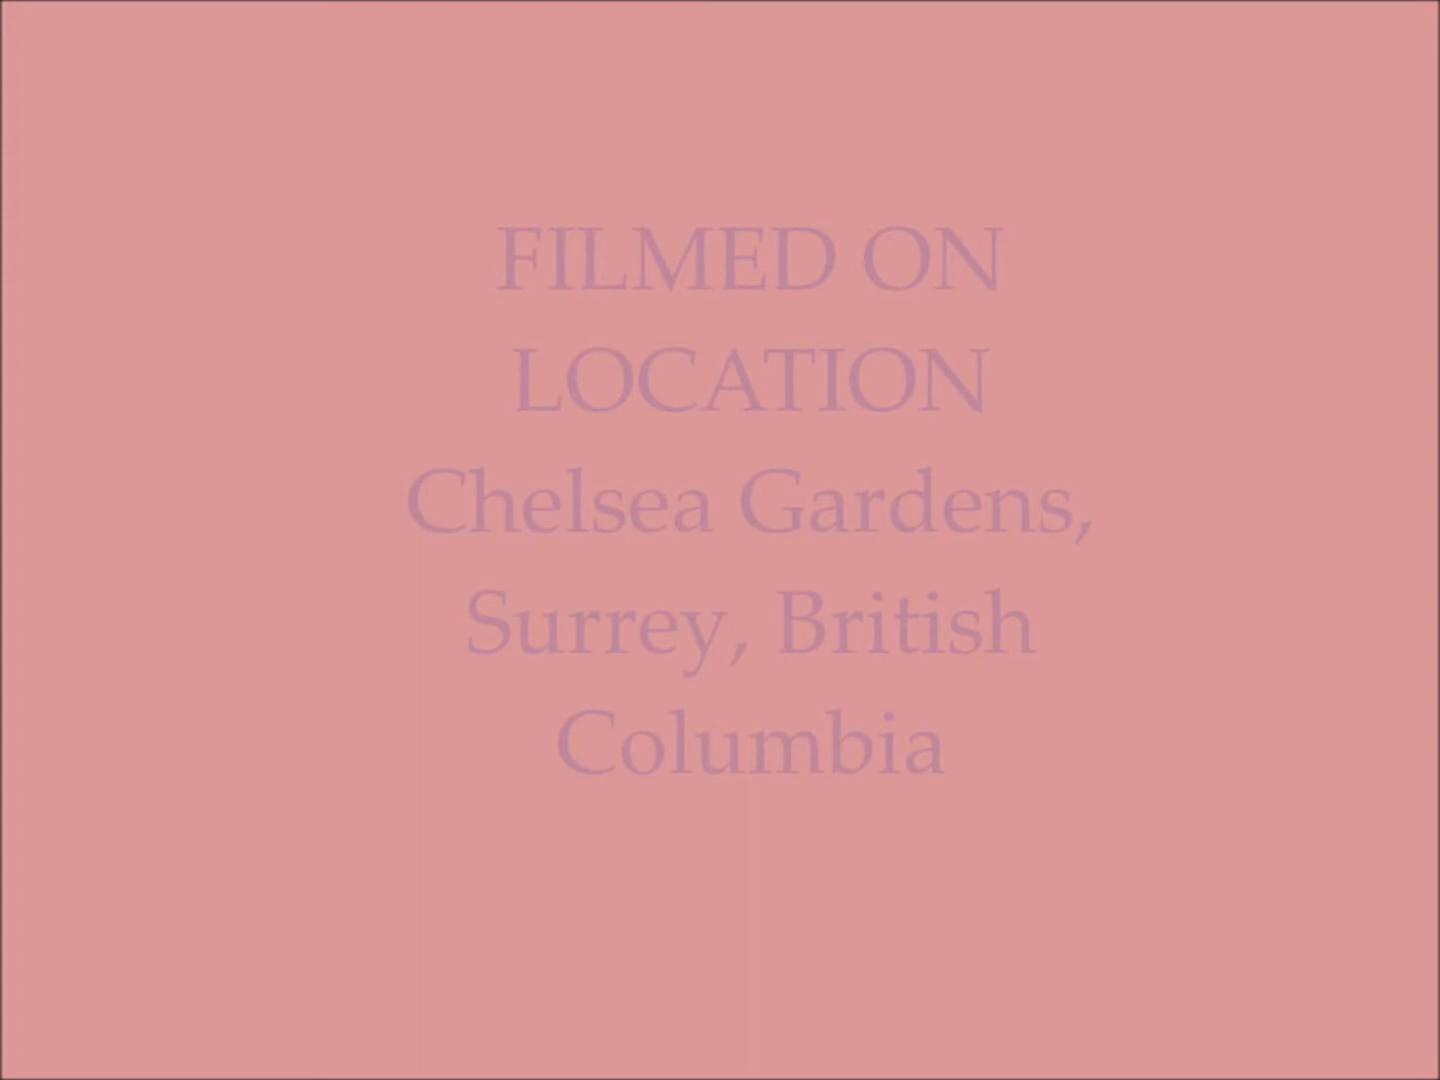 FILMED ON
LOCATION
Chelsea Gardens,
Surrey, British
Columbia